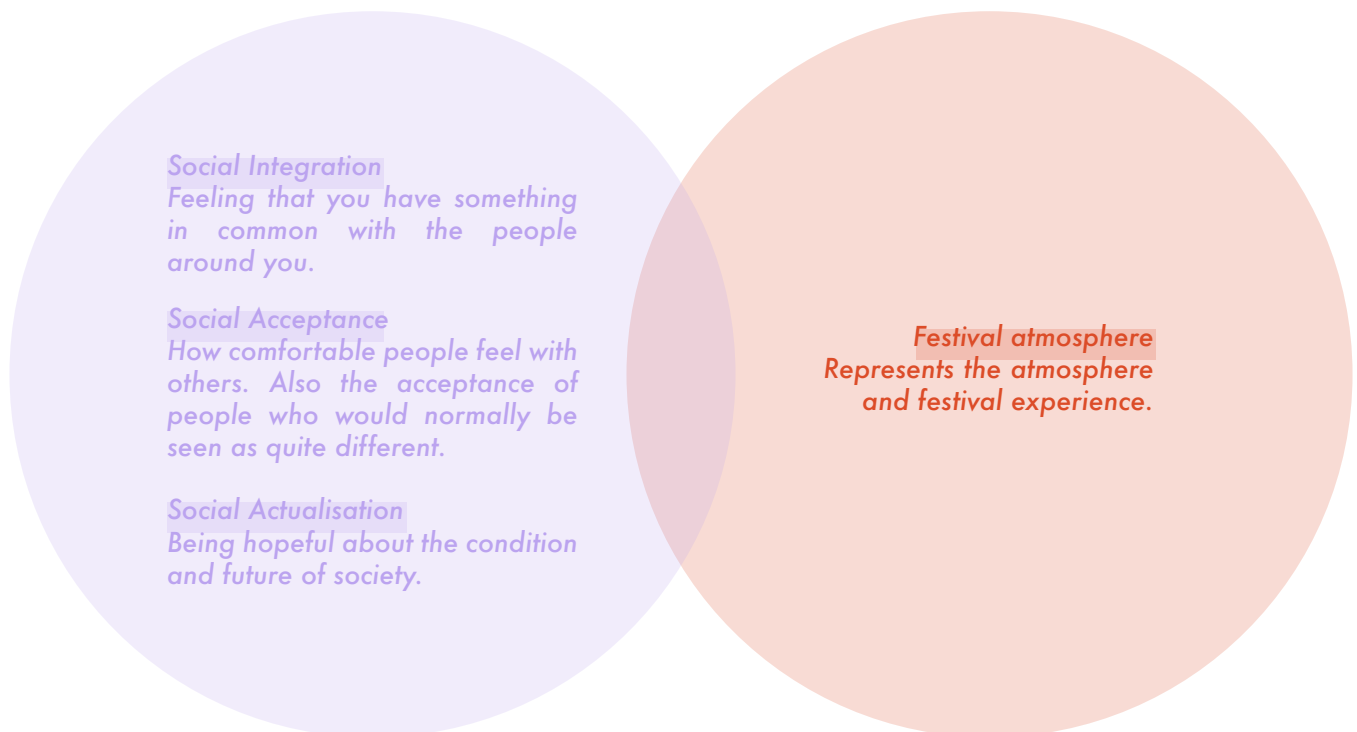 Social Integration
Feeling that you have something
in common with the people
around you.
Social Acceptance
How comfortable people feel with
others. Also the acceptance of
people who would normally be
seen as quite different.
Social Actualisation
Being hopeful about the condition
and future of society.
Festival atmosphere
Represents the atmosphere
and festival experience.